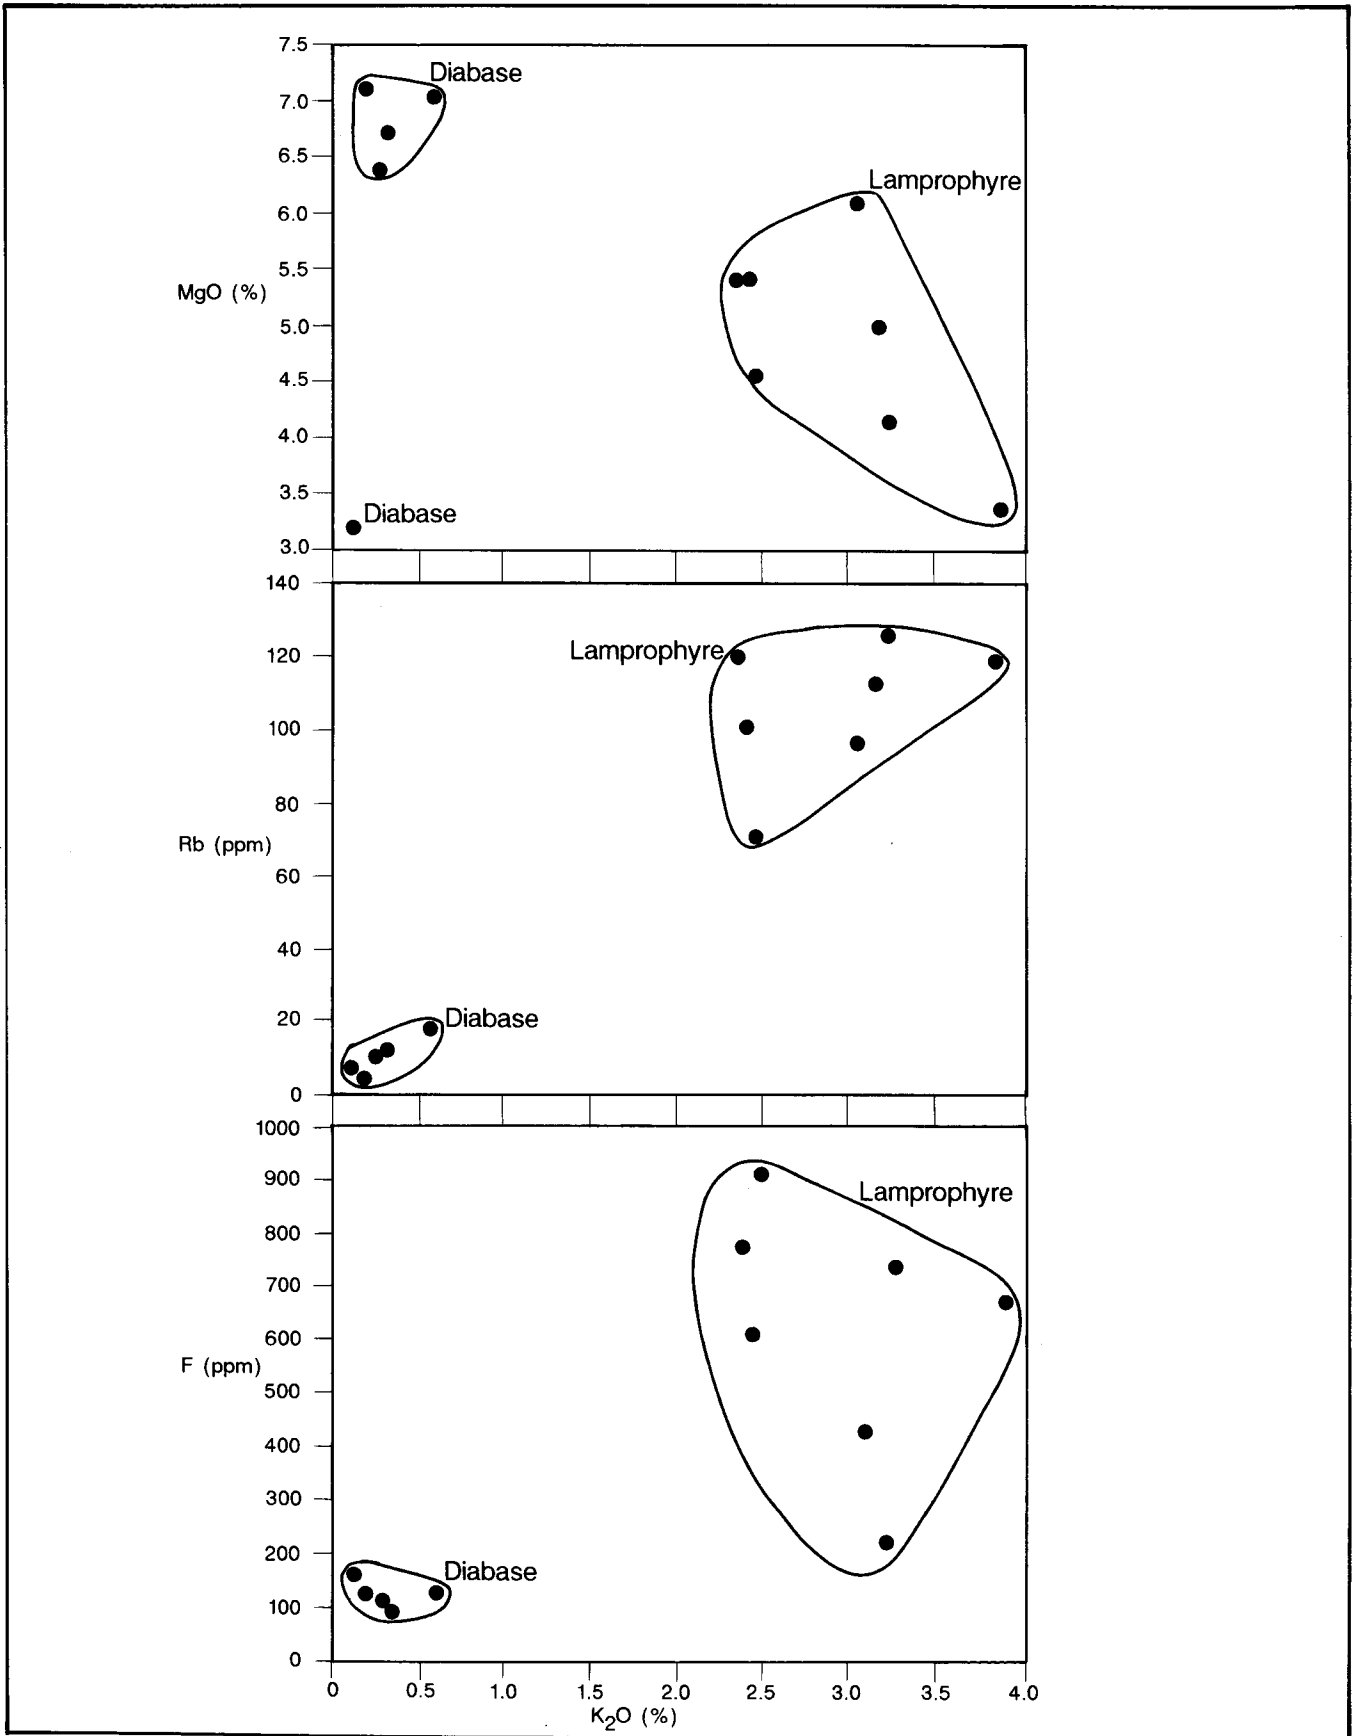 7.5
Diabase
7.0
6.5
Lamprophyre
6.0
5.5
MgO (%)
5.0
4.5
4.0
3.5
Diabase
3.0
140
Lamprophyre
120
100
80
Rb (ppm)
60
40
20
Diabase
0
1000
900
Lamprophyre
800
700
600
F (ppm)
500
400
300
200
Diabase
100
0
0 0.5 1.0 1.5 2.0 2.5 3.0 3.5 4.0
K₂O (%)